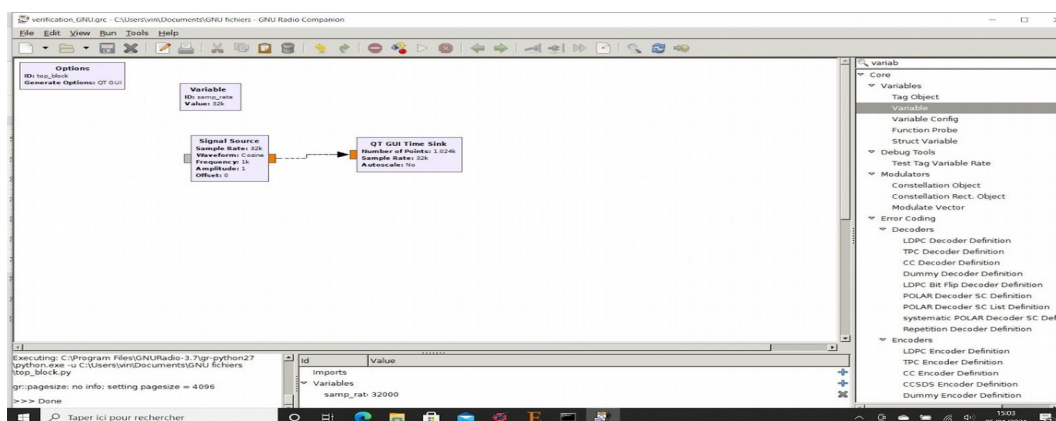 verification_GNU.grc - C:\Users\vin\Documents\GNU fichiers - GNU Radio Companion
File Edit View Run Tools Help
Options
ID: top_block
Generate Options: QT GUI
Variable
ID: samp_rate
Value: 32k
Signal Source
Sample Rate: 32k
Waveform: Cosine
Frequency: 1k
Amplitude: 1
Offset: 0
QT GUI Time Sink
Number of Points: 1.024k
Sample Rate: 32k
Autoscale: No
variab
Core
Variables
Tag Object
Variable
Variable Config
Function Probe
Struct Variable
Debug Tools
Test Tag Variable Rate
Modulators
Constellation Object
Constellation Rect. Object
Modulate Vector
Error Coding
Decoders
LDPC Decoder Definition
TPC Decoder Definition
CC Decoder Definition
Dummy Decoder Definition
LDPC Bit Flip Decoder Definition
POLAR Decoder SC Definition
POLAR Decoder SC List Definition
systematic POLAR Decoder SC Def
Repetition Decoder Definition
Encoders
LDPC Encoder Definition
TPC Encoder Definition
CC Encoder Definition
CCSDS Encoder Definition
Dummy Encoder Definition
Executing: C:\Program Files\GNURadio-3.7\gr-python27
\python.exe -u C:\Users\vin\Documents\GNU fichiers
\top_block.py
gr::pagesize: no info; setting pagesize = 4096
>>> Done
Id Value
Imports
Variables
samp_rat 32000
Taper ici pour rechercher
15:03